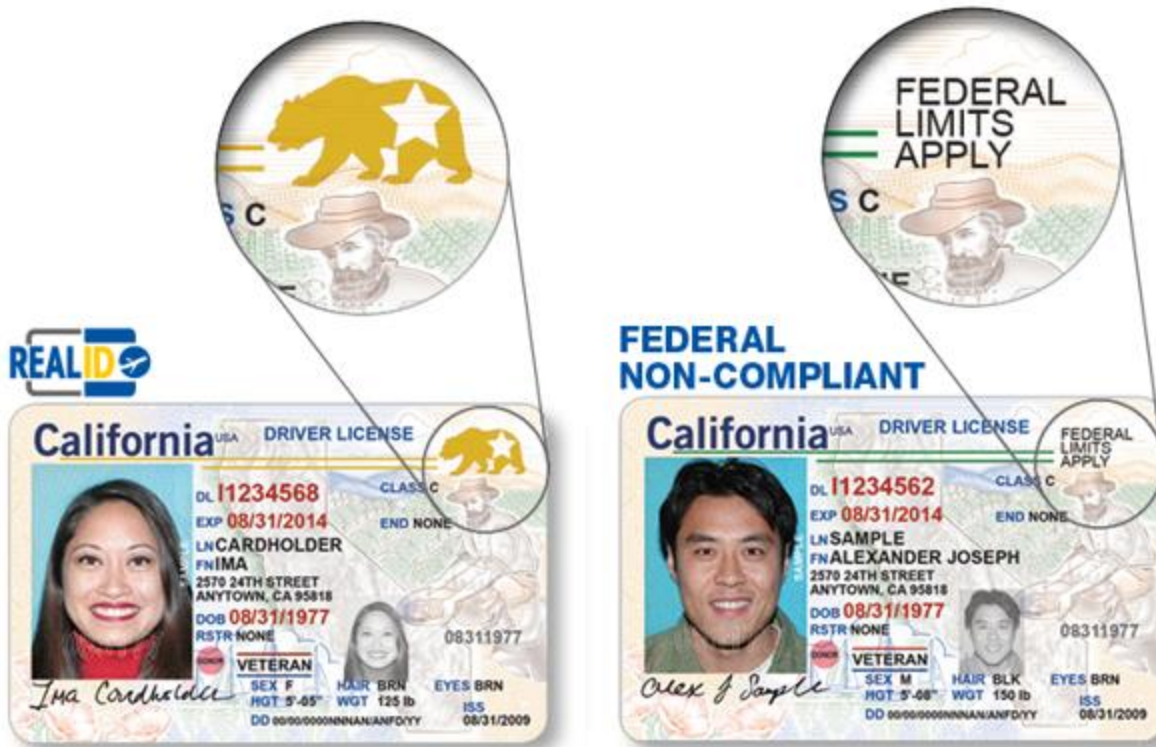 FEDERAL
LIMITS
APPLY
S C
S C
REAL ID
FEDERAL
NON-COMPLIANT
California USA DRIVER LICENSE
DL I1234568 CLASS C
EXP 08/31/2014 END NONE
LN CARDHOLDER
FN IMA
2570 24TH STREET
ANYTOWN, CA 95818
DOB 08/31/1977
RSTR NONE 08311977
DONOR
VETERAN
SEX F HAIR BRN EYES BRN
HGT 5'-05" WGT 125 lb ISS
DD 00/00/0000NNNAN/ANFD/YY 08/31/2009
Ima Cardholder
California USA DRIVER LICENSE
FEDERAL
LIMITS
APPLY
DL I1234562 CLASS C
EXP 08/31/2014 END NONE
LN SAMPLE
FN ALEXANDER JOSEPH
2570 24TH STREET
ANYTOWN, CA 95818
DOB 08/31/1977
RSTR NONE 08311977
DONOR
VETERAN
SEX M HAIR BLK EYES BRN
HGT 5'-08" WGT 150 lb ISS
DD 00/00/0000NNNAN/ANFD/YY 08/31/2009
Alex J Sample
SAMPLE